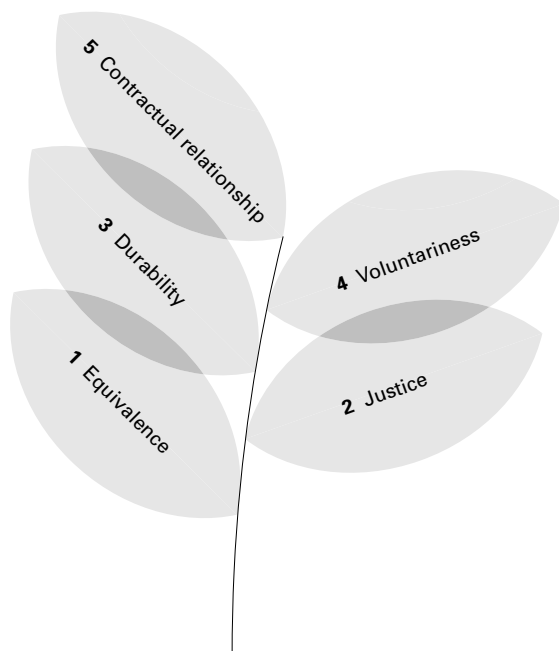 5 Contractual relationship
3 Durability
4 Voluntariness
1 Equivalence
2 Justice